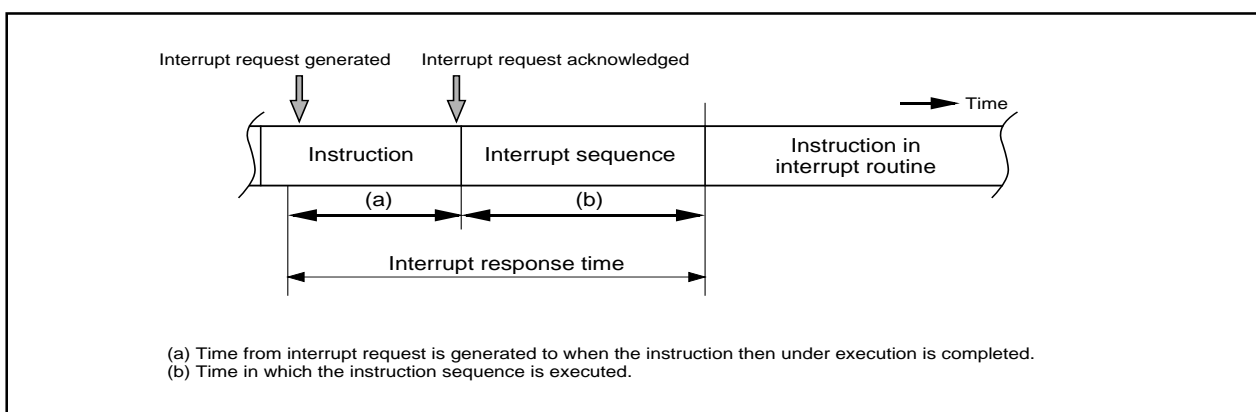 Interrupt request generated
Interrupt request acknowledged
Time
Instruction
Interrupt sequence
Instruction in
interrupt routine
(a)
(b)
Interrupt response time
(a) Time from interrupt request is generated to when the instruction then under execution is completed.
(b) Time in which the instruction sequence is executed.